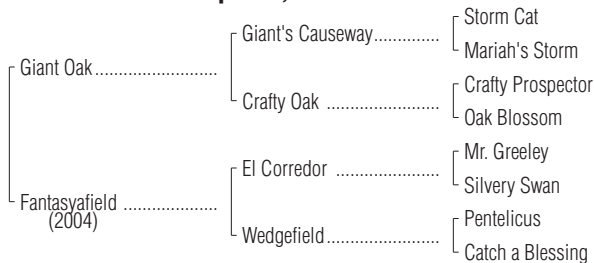 Storm Cat
Giant's Causeway
Mariah's Storm
Giant Oak
Crafty Prospector
Crafty Oak
Oak Blossom
Mr. Greeley
El Corredor
Silvery Swan
Fantasyafield
(2004)
Pentelicus
Wedgefield
Catch a Blessing